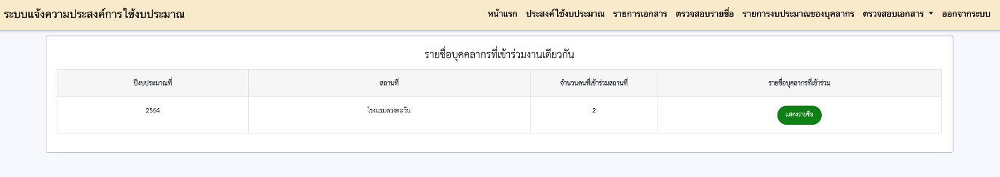 ระบบแจ้งความประสงค์การใช้งบประมาณ
หน้าแรก ประสงค์ใช้งบประมาณ รายการเอกสาร ตรวจสอบรายชื่อ รายการงบประมาณของบุคลากร ตรวจสอบเอกสาร ออกจากระบบ
รายชื่อบุคคลากรที่เข้าร่วมงานเดียวกัน
ปีงบประมาณที่ สถานที่ จำนวนคนที่เข้าร่วมสถานที่ รายชื่อบุคลากรที่เข้าร่วม
2564 โรงแรมดวงตะวัน 2 แสดงรายชื่อ